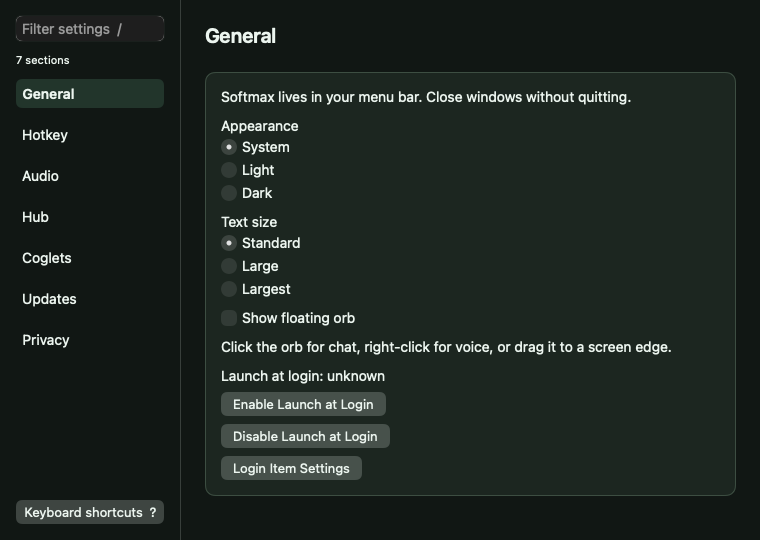 Filter settings /
7 sections
General
Hotkey
Audio
Hub
Coglets
Updates
Privacy
Keyboard shortcuts ?
General
Softmax lives in your menu bar. Close windows without quitting.
Appearance
System
Light
Dark
Text size
Standard
Large
Largest
Show floating orb
Click the orb for chat, right-click for voice, or drag it to a screen edge.
Launch at login: unknown
Enable Launch at Login
Disable Launch at Login
Login Item Settings